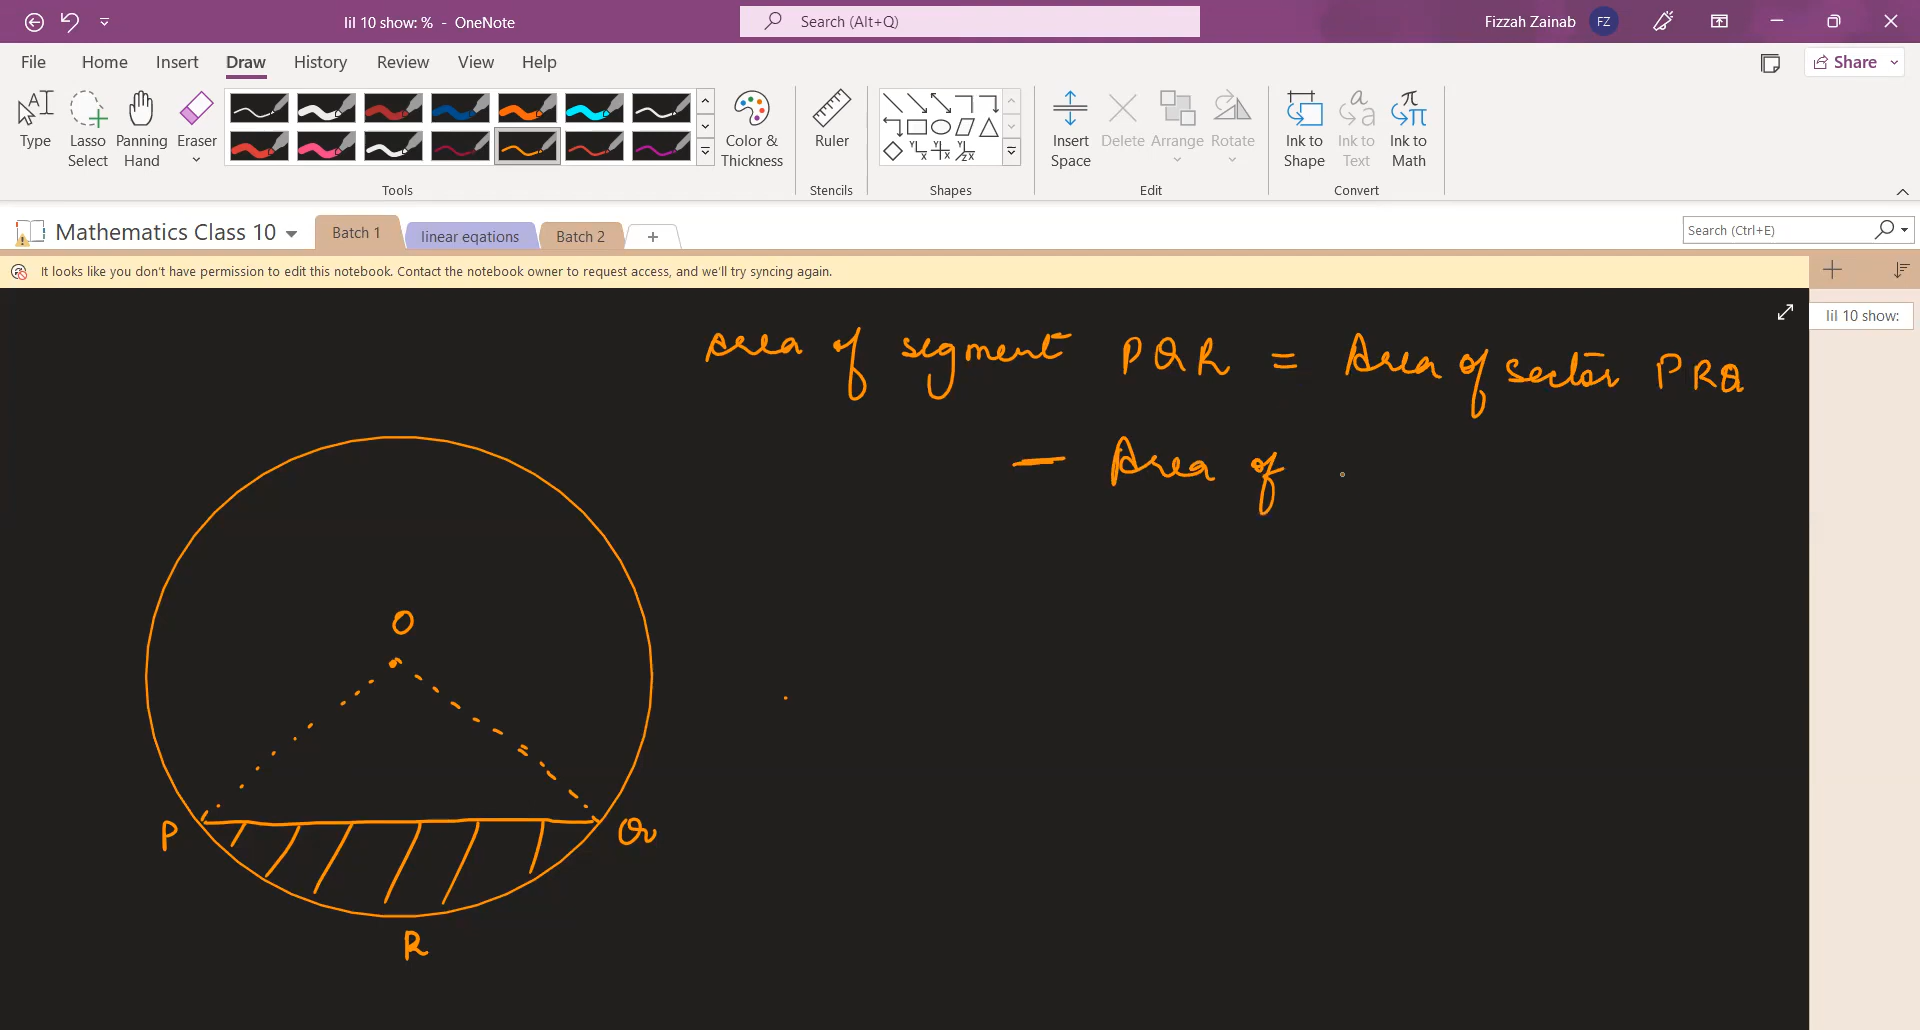 lil 10 show: % - OneNote
Search (Alt+Q)
Fizzah Zainab
FZ
File Home Insert Draw History Review View Help
Share
Type
Lasso Select
Panning Hand
Eraser
Color & Thickness
Ruler
Insert Space
Delete
Arrange
Rotate
Ink to Shape
Ink to Text
Ink to Math
Tools
Stencils
Shapes
Edit
Convert
Mathematics Class 10
Batch 1
linear eqations
Batch 2
Search (Ctrl+E)
It looks like you don't have permission to edit this notebook. Contact the notebook owner to request access, and we'll try syncing again.
lil 10 show:
Area of segment PQR = Area of sector PRQ
- Area of
O
P
Q
R